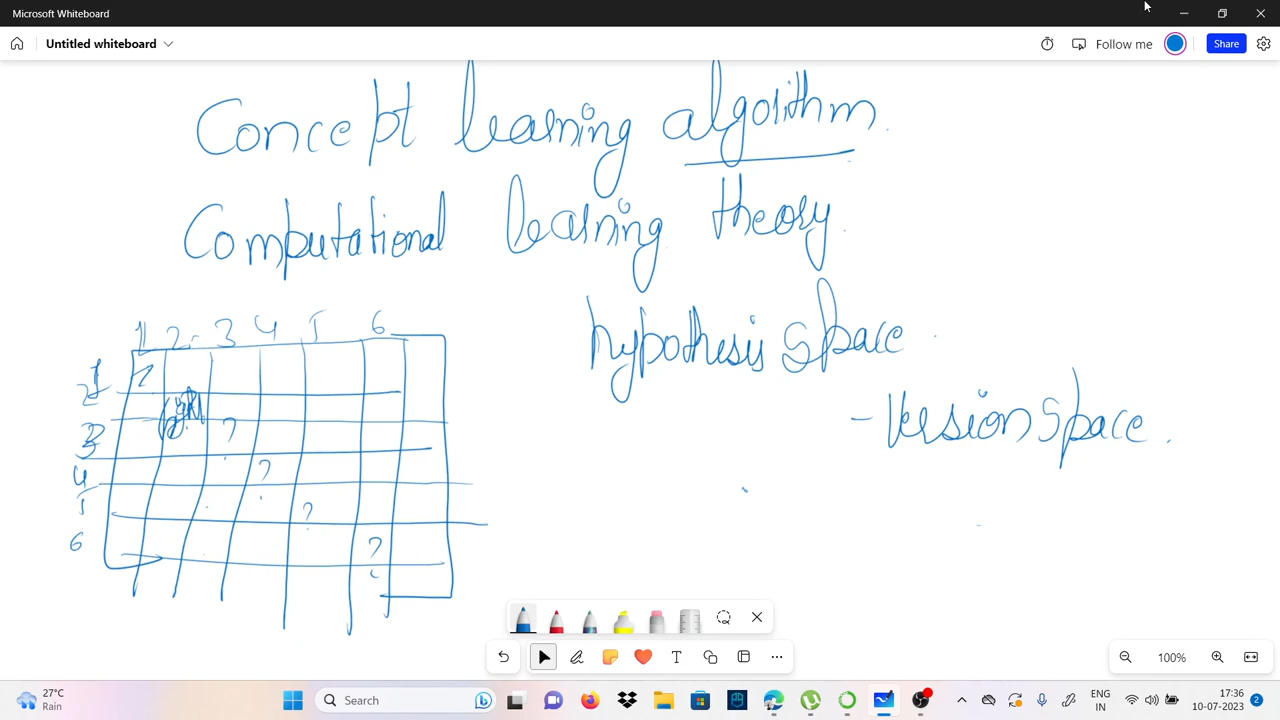 Microsoft Whiteboard
Untitled whiteboard
Follow me
Share
Concept learning algorithm.
Computational learning theory.
hypothesis space
- Version space.
1 2 3 4 5 6
1
2
3 ?
4 ?
5 ?
6 ?
100%
27°C
Rain
Search
ENG
IN
17:36
10-07-2023
2